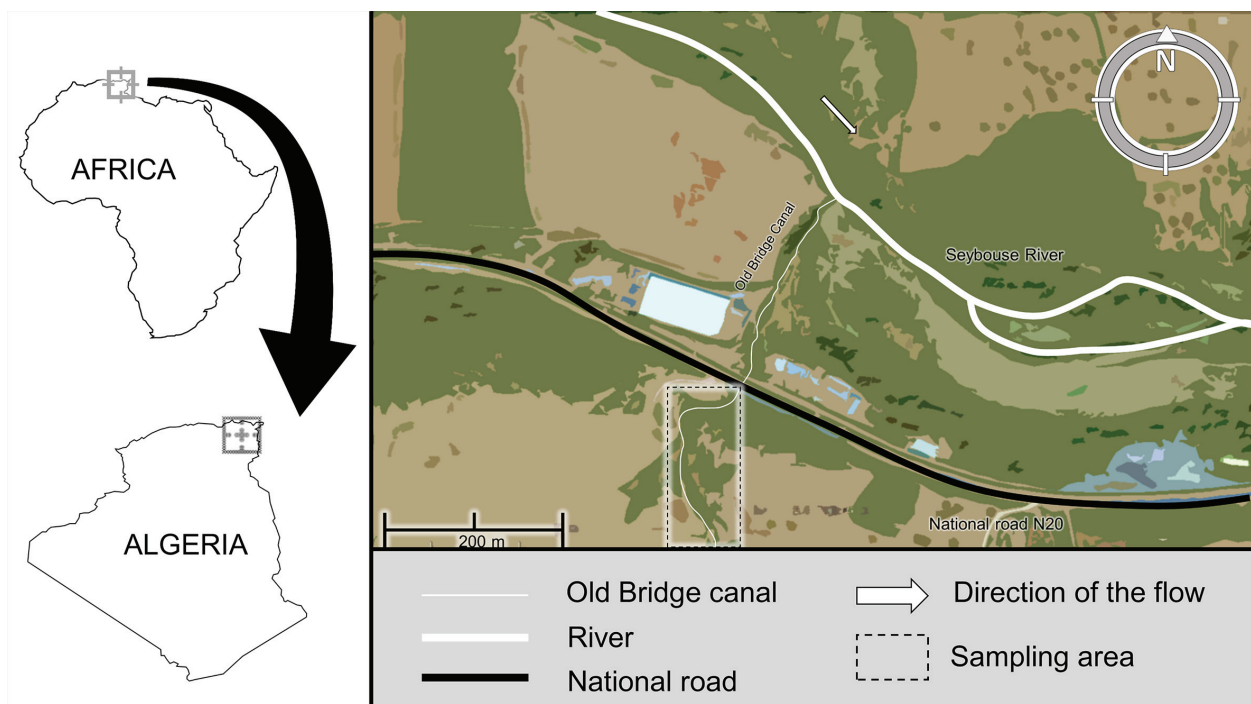 AFRICA
ALGERIA
N
Old Bridge Canal
Seybouse River
National road N20
200 m
Old Bridge canal
River
National road
Direction of the flow
Sampling area